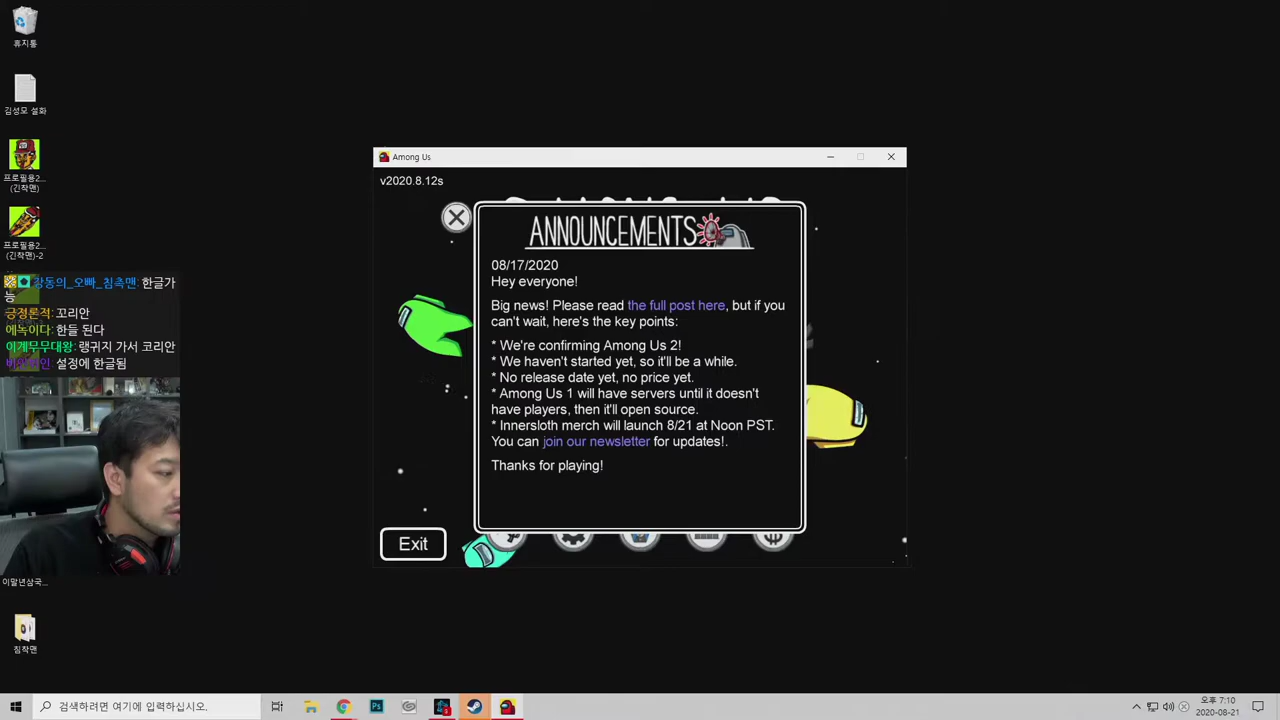 휴지통
김성모 설화
프로필용2...
(긴착맨)
프로필용2...
(긴착맨)-2
장동의_오빠_침촉맨: 한글가
능
긍정론적: 꼬리안
에녹이다: 한들 된다
이계무무대왕: 랭귀지 가서 코리안
: 설정에 한글됨
이말년삼국...
침착맨
Among Us
v2020.8.12s
ANNOUNCEMENTS
08/17/2020
Hey everyone!
Big news! Please read the full post here, but if you
can't wait, here's the key points:
* We're confirming Among Us 2!
* We haven't started yet, so it'll be a while.
* No release date yet, no price yet.
* Among Us 1 will have servers until it doesn't
have players, then it'll open source.
* Innersloth merch will launch 8/21 at Noon PST.
You can join our newsletter for updates!.
Thanks for playing!
Exit
검색하려면 여기에 입력하십시오.
오후 7:10
2020-08-21